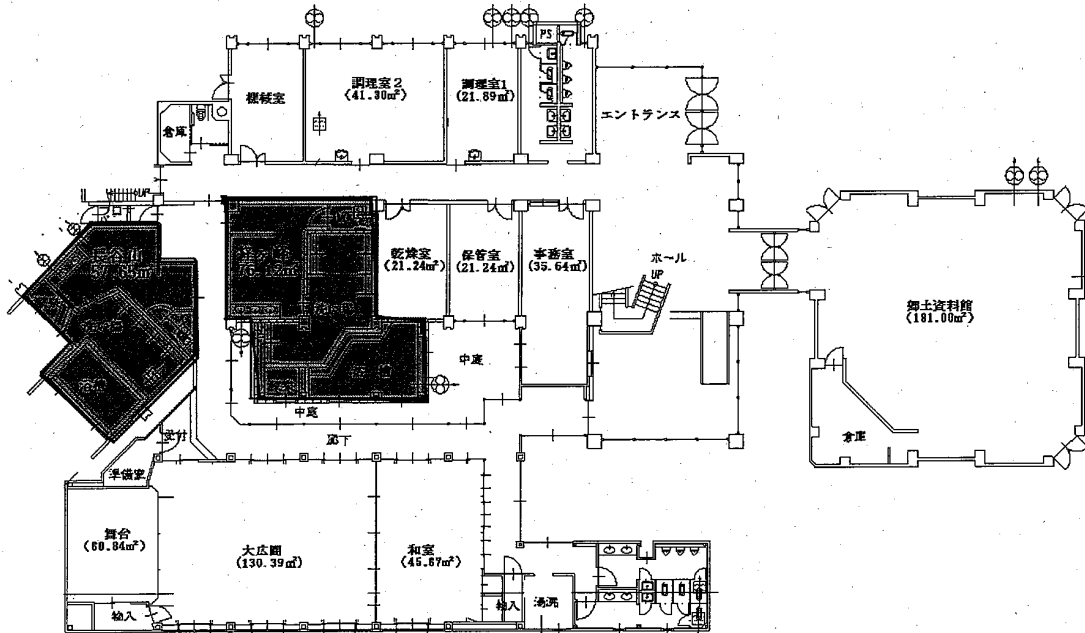 PS
機械室
調理室2
(41.30㎡)
調理室1
(21.89㎡)
エントランス
倉庫
UP
乾燥室
(21.24㎡)
保管室
(21.24㎡)
事務室
(35.64㎡)
ホール
UP
郷土資料館
(181.00㎡)
中庭
中庭
廊下
受付
倉庫
準備室
舞台
(60.84㎡)
大広間
(130.39㎡)
和室
(45.67㎡)
物入
物入
湯沸